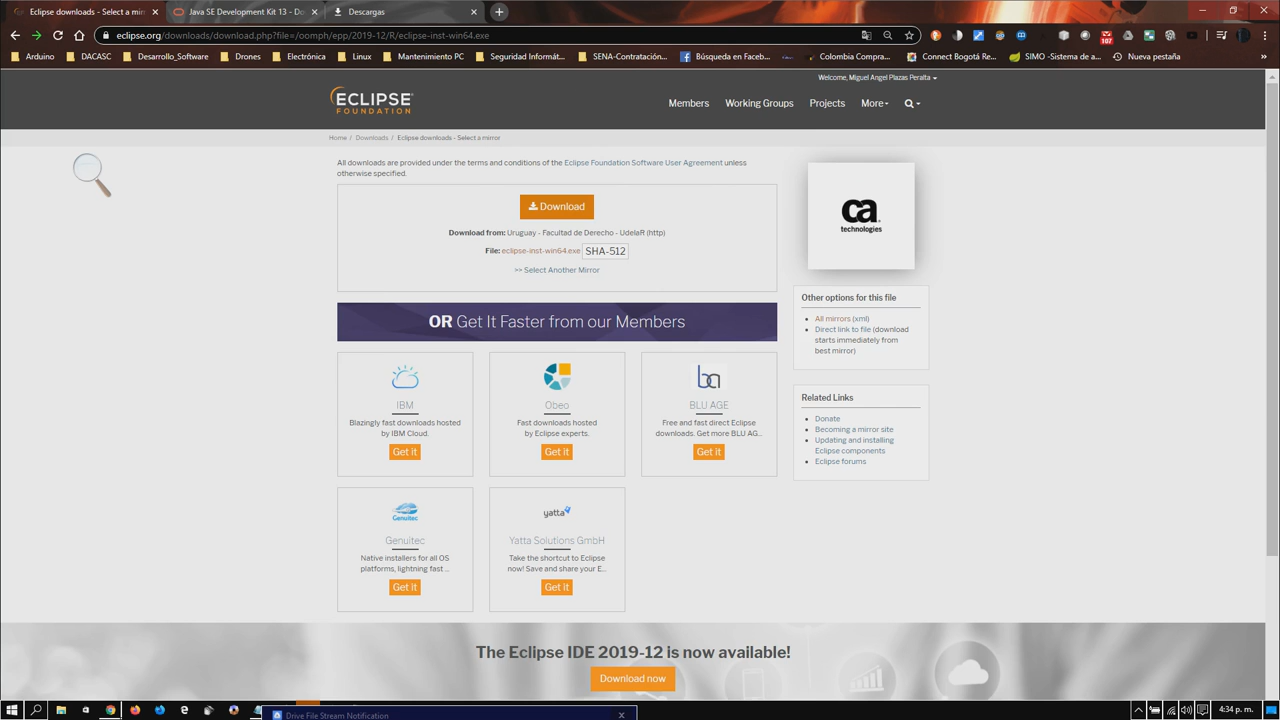 Eclipse downloads - Select a mir
Java SE Development Kit 13 - Do
Descargas
eclipse.org/downloads/download.php?file=/oomph/epp/2019-12/R/eclipse-inst-win64.exe
107
Arduino
DACASC
Desarrollo_Software
Drones
Electrónica
Linux
Mantenimiento PC
Seguridad Informát...
SENA-Contratación...
Búsqueda en Faceb...
Colombia Compra...
Connect Bogotá Re...
SIMO -Sistema de a...
Nueva pestaña
Welcome, Miguel Angel Plazas Peralta
ECLIPSE
FOUNDATION
Members
Working Groups
Projects
More
Home / Downloads / Eclipse downloads - Select a mirror
All downloads are provided under the terms and conditions of the Eclipse Foundation Software User Agreement unless
otherwise specified.
Download
Download from: Uruguay - Facultad de Derecho - UdelaR (http)
File: eclipse-inst-win64.exe SHA-512
>> Select Another Mirror
ca
technologies
OR Get It Faster from our Members
Other options for this file
All mirrors (xml)
Direct link to file (download
starts immediately from
best mirror)
IBM
Blazingly fast downloads hosted
by IBM Cloud.
Get it
Obeo
Fast downloads hosted
by Eclipse experts.
Get it
ba
BLU AGE
Free and fast direct Eclipse
downloads. Get more BLU AG...
Get it
Related Links
Donate
Becoming a mirror site
Updating and installing
Eclipse components
Eclipse forums
Genuitec
Genuitec
Native installers for all OS
platforms, lightning fast ...
Get it
yatta
Yatta Solutions GmbH
Take the shortcut to Eclipse
now! Save and share your E...
Get it
The Eclipse IDE 2019-12 is now available!
Download now
Drive File Stream Notification
4:34 p. m.